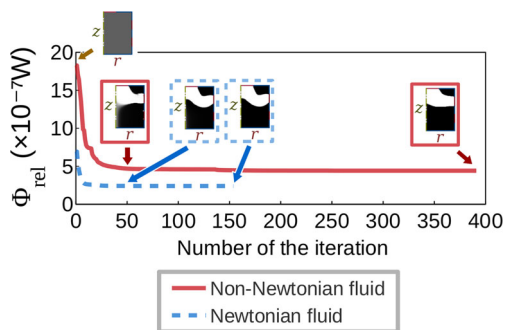 z
r
20
15
10
5
0
Φrel (×10⁻⁷W)
z
r
z
r
z
z
r
0 50 100 150 200 250 300 350 400
Number of the iteration
Non-Newtonian fluid
Newtonian fluid